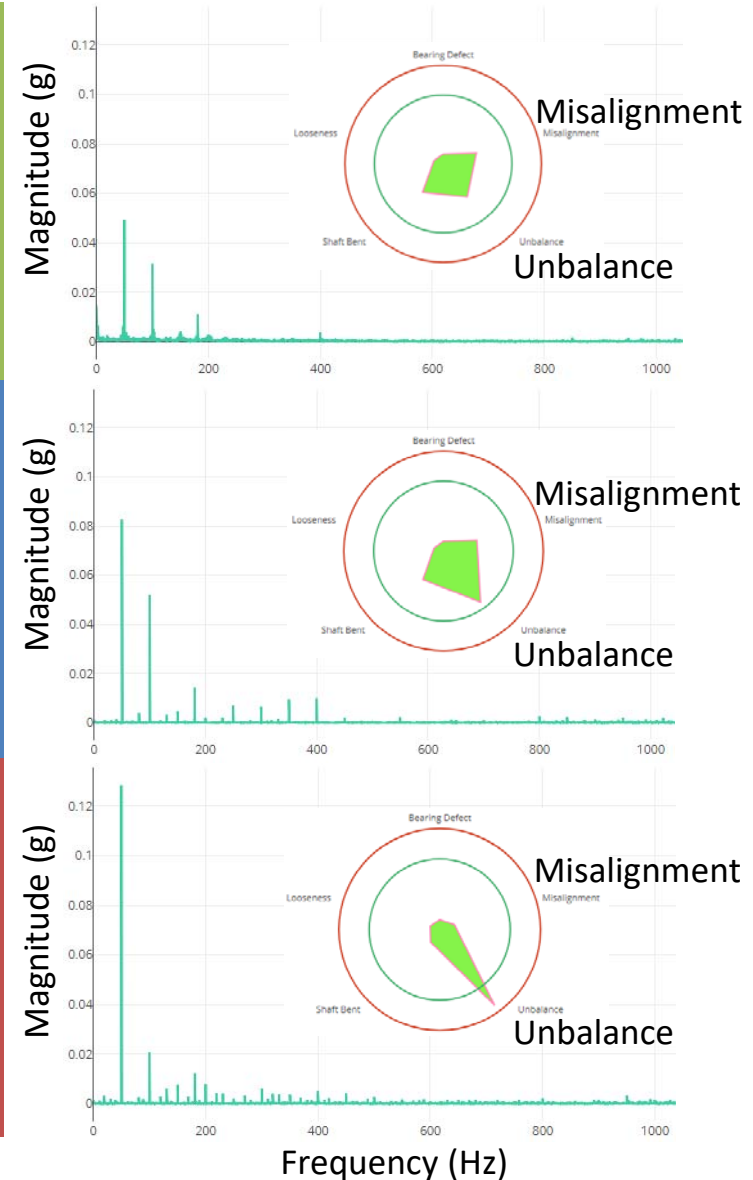 Magnitude (g)
0.12
0.1
0.08
0.06
0.04
0.02
0
0 200 400 600 800 1000
Bearing Defect
Misalignment
Looseness
Misalignment
Shaft Bent
Unbalance
Unbalance
Magnitude (g)
0.12
0.1
0.08
0.06
0.04
0.02
0
0 200 400 600 800 1000
Bearing Defect
Misalignment
Looseness
Misalignment
Shaft Bent
Unbalance
Unbalance
Magnitude (g)
0.12
0.1
0.08
0.06
0.04
0.02
0
0 200 400 600 800 1000
Bearing Defect
Misalignment
Looseness
Misalignment
Shaft Bent
Unbalance
Unbalance
Frequency (Hz)